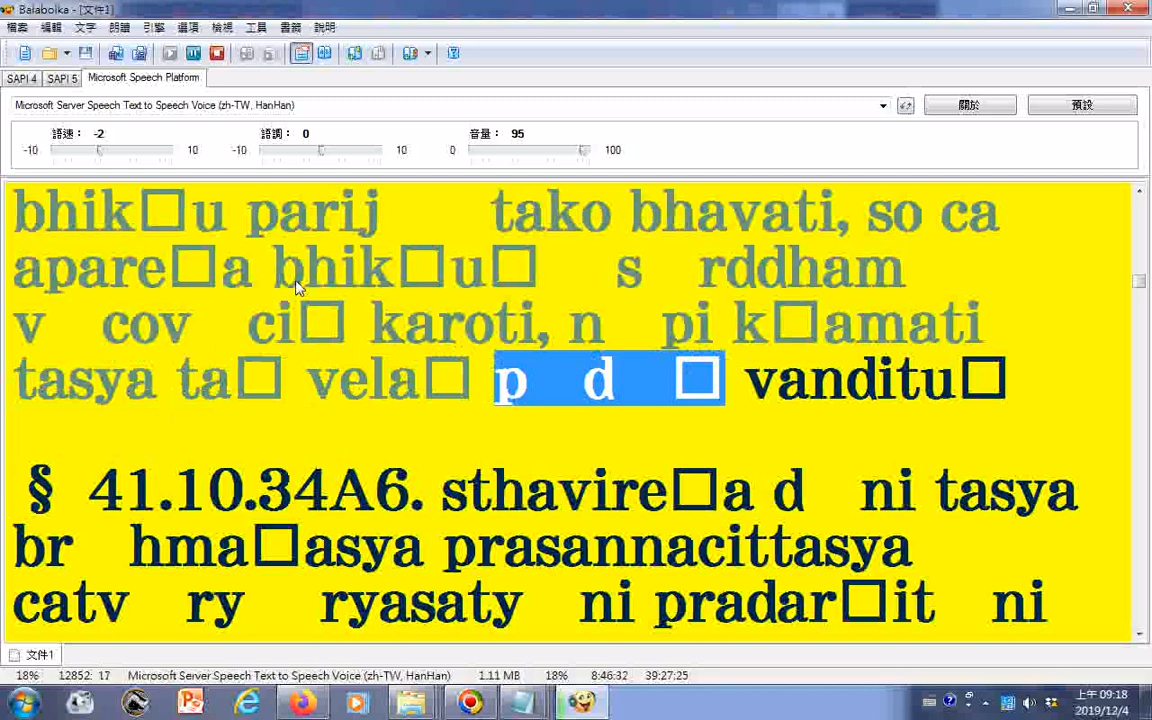 Balabolka - [文件1]
檔案 編輯 文字 朗讀 引擎 選項 檢視 工具 書籤 說明
SAPI 4 SAPI 5 Microsoft Speech Platform
Microsoft Server Speech Text to Speech Voice (zh-TW, HanHan) 關於 預設
語速： -2 語調： 0 音量： 95
-10 10 -10 10 0 100
bhik□u parij tako bhavati, so ca
apare□a bhik□u□ s rddham
v cov ci□ karoti, n pi k□amati
tasya ta□ vela□ p d □ vanditu□
§ 41.10.34A6. sthavire□a d ni tasya
br hma□asya prasannacittasya
catv ry ryasaty ni pradar□it ni
文件1
18% 12852: 17 Microsoft Server Speech Text to Speech Voice (zh-TW, HanHan) 1.11 MB 18% 8:46:32 39:27:25
上午 09:18
2019/12/4